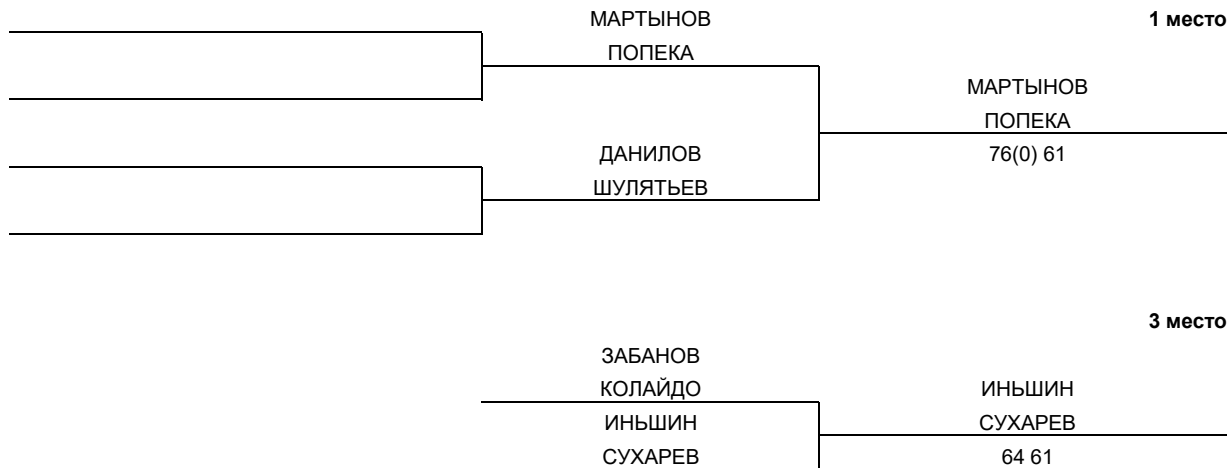 МАРТЫНОВ
1 место
ПОПЕКА
МАРТЫНОВ
ПОПЕКА
ДАНИЛОВ
76(0) 61
ШУЛЯТЬЕВ
3 место
ЗАБАНОВ
КОЛАЙДО
ИНЬШИН
ИНЬШИН
СУХАРЕВ
СУХАРЕВ
64 61